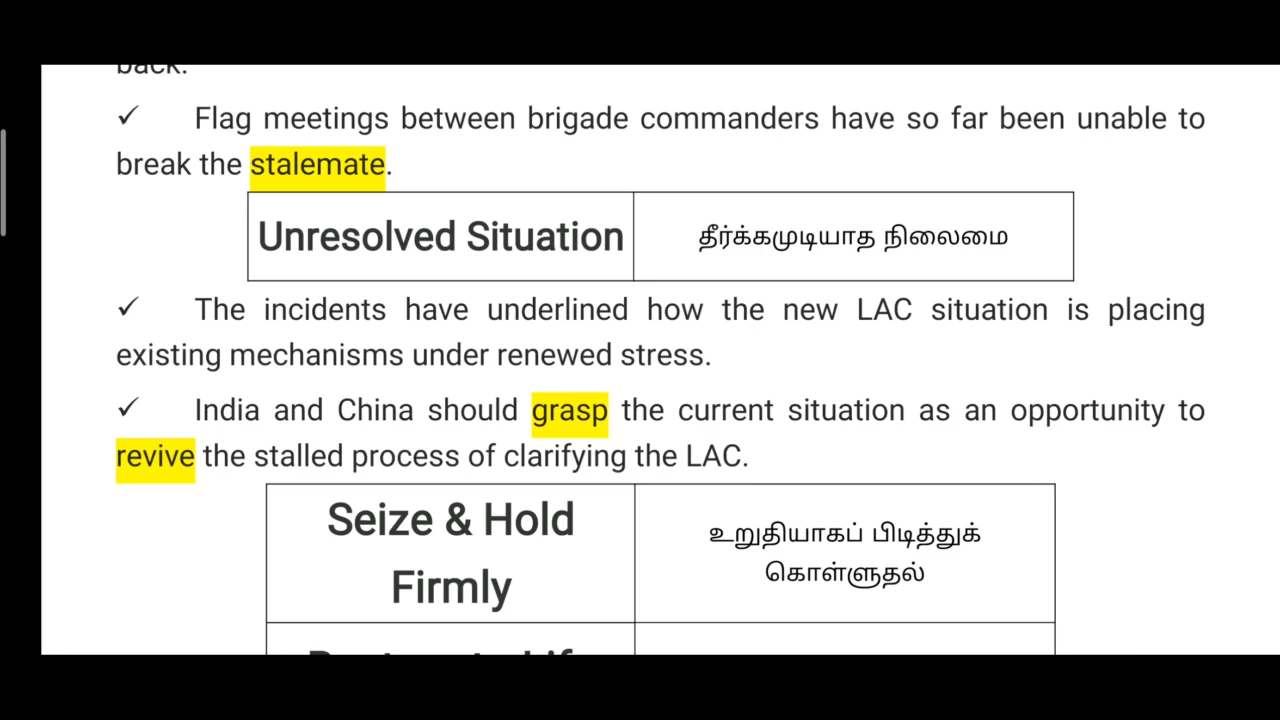 back.
✓ Flag meetings between brigade commanders have so far been unable to
break the stalemate.
Unresolved Situation தீர்க்கமுடியாத நிலைமை
✓ The incidents have underlined how the new LAC situation is placing
existing mechanisms under renewed stress.
✓ India and China should grasp the current situation as an opportunity to
revive the stalled process of clarifying the LAC.
Seize & Hold
Firmly
உறுதியாகப் பிடித்துக்
கொள்ளுதல்